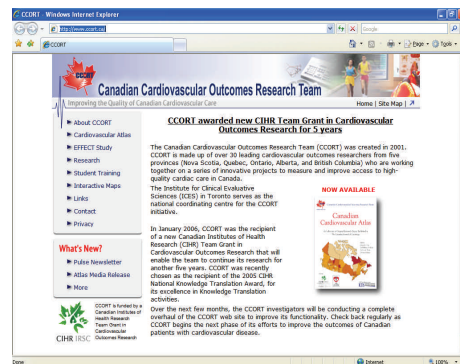 CCORT - Windows Internet Explorer
http://www.ccort.ca/
Google
CCORT
Page
Tools
CCORT
Canadian Cardiovascular Outcomes Research Team
Improving the Quality of Canadian Cardiovascular Care
Home | Site Map |
About CCORT
Cardiovascular Atlas
EFFECT Study
Research
Student Training
Interactive Maps
Links
Contact
Privacy
What's New?
Pulse Newsletter
Atlas Media Release
More
CIHR IRSC
CCORT is funded by a
Canadian Institutes of
Health Research
Team Grant in
Cardiovascular
Outcomes Research
CCORT awarded new CIHR Team Grant in Cardiovascular
Outcomes Research for 5 years
The Canadian Cardiovascular Outcomes Research Team (CCORT) was created in 2001.
CCORT is made up of over 30 leading cardiovascular outcomes researchers from five
provinces (Nova Scotia, Quebec, Ontario, Alberta, and British Columbia) who are working
together on a series of innovative projects to measure and improve access to high-
quality cardiac care in Canada.
The Institute for Clinical Evaluative
Sciences (ICES) in Toronto serves as the
national coordinating centre for the CCORT
initiative.
In January 2006, CCORT was the recipient
of a new Canadian Institutes of Health
Research (CIHR) Team Grant in
Cardiovascular Outcomes Research that will
enable the team to continue its research for
another five years. CCORT was recently
chosen as the recipient of the 2005 CIHR
National Knowledge Translation Award, for
its excellence in Knowledge Translation
activities.
NOW AVAILABLE
Canadian
Cardiovascular Atlas
Over the next few months, the CCORT investigators will be conducting a complete
overhaul of the CCORT web site to improve its functionality. Check back regularly as
CCORT begins the next phase of its efforts to improve the outcomes of Canadian
patients with cardiovascular disease.
Done
Internet
100%